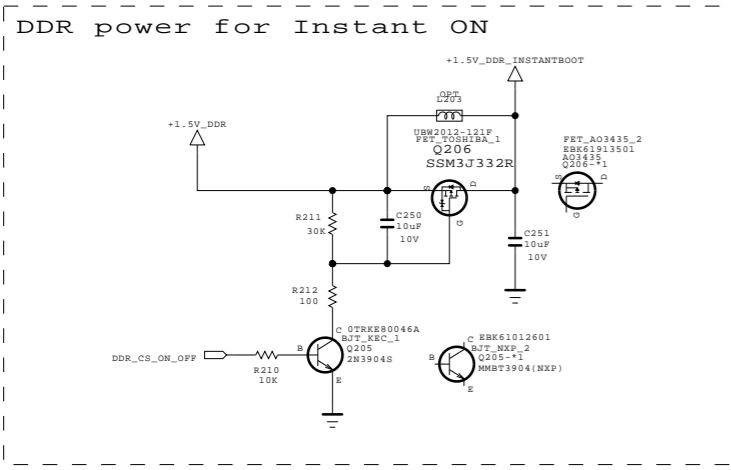 DDR power for Instant ON
+1.5V_DDR_INSTANTBOOT
OPT
L203
+1.5V_DDR
UBW2012-121F
FET_TOSHIBA_1
Q206
SSM3J332R
FET_AO3435_2
EBK61913501
AO3435
Q206-*1
S
D
G
S
D
G
R211
30K
C250
10uF
10V
C251
10uF
10V
R212
100
C
0TRKE80046A
BJT_KEC_1
Q205
2N3904S
B
E
DDR_CS_ON_OFF
R210
10K
C
EBK61012601
BJT_NXP_2
Q205-*1
MMBT3904(NXP)
B
E